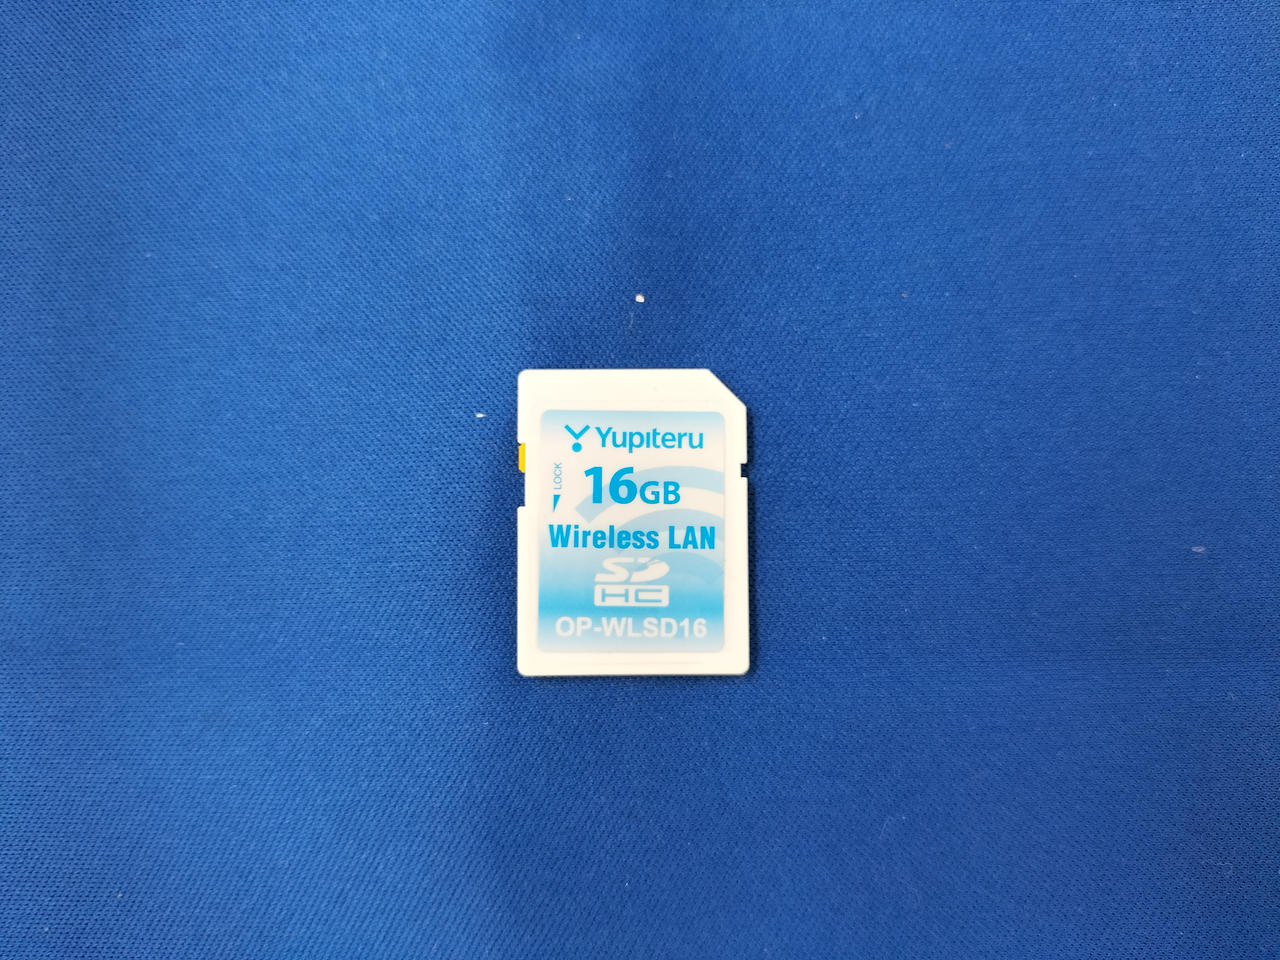 Yupiteru
LOCK
16GB
Wireless LAN
SD
HC
OP-WLSD16